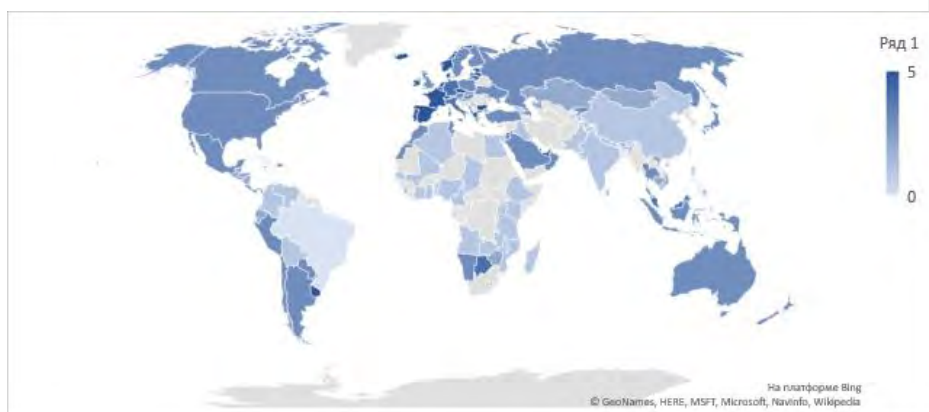 Ряд 1
5
0
На платформе Bing
© GeoNames, HERE, MSFT, Microsoft, NavInfo, Wikipedia